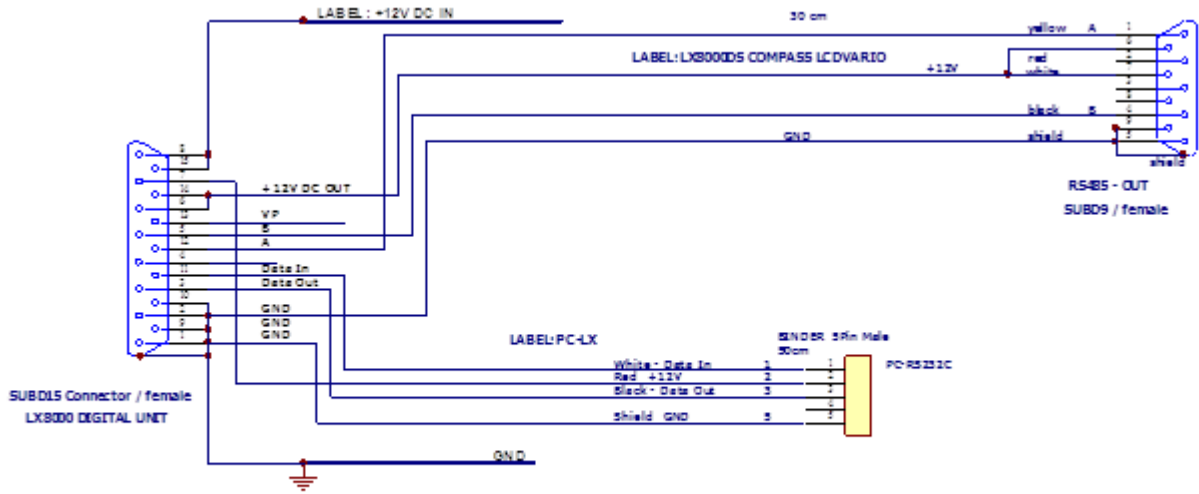 LABEL: +12V DC IN
30 cm
yellow A
LABEL: LX8000DS COMPASS LCDVARIO
red
+12V white
black B
GND shield
shield
RS485 - OUT
SUBD9 / female
+12V DC OUT
VP
B
A
Data In
Data Out
GND
GND
GND
LABEL: PC-LX
BINDER 5Pin Male
50cm
White - Data In 1
Red +12V 2
Black - Data Out 3
Shield GND 5
PC-RS232C
SUBD15 Connector / female
LX8000 DIGITAL UNIT
GND